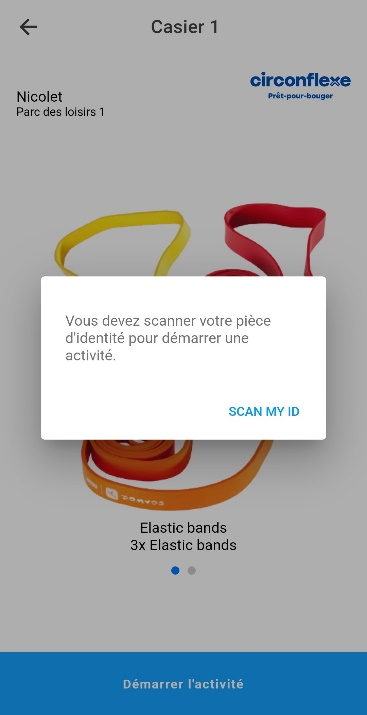 Casier 1
circonflexe
Prêt-pour-bouger
Nicolet
Parc des loisirs 1
Vous devez scanner votre pièce
d'identité pour démarrer une
activité.
SCAN MY ID
Elastic bands
3x Elastic bands
Démarrer l'activité